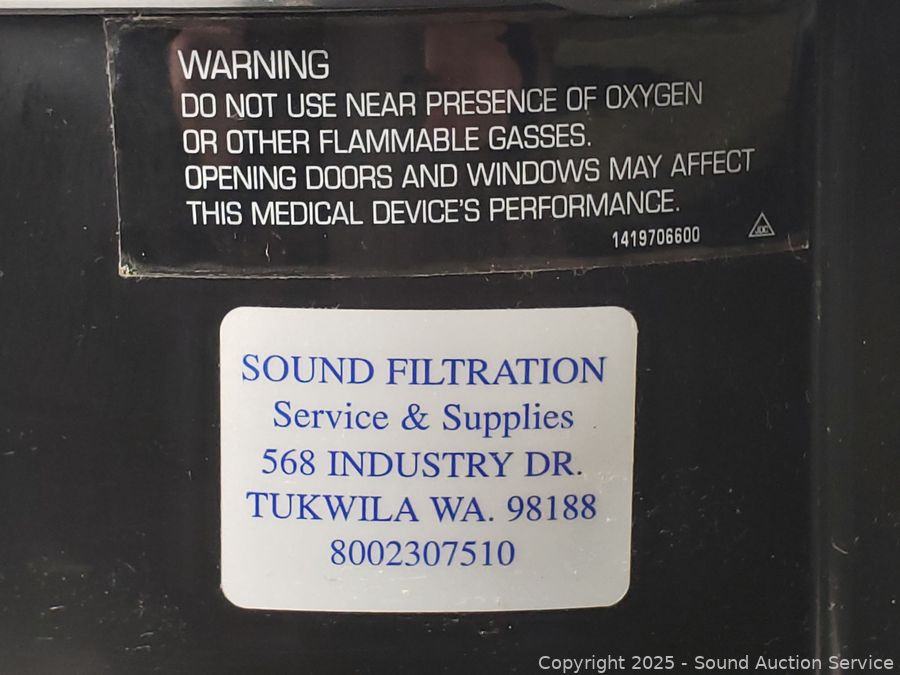 WARNING
DO NOT USE NEAR PRESENCE OF OXYGEN
OR OTHER FLAMMABLE GASSES.
OPENING DOORS AND WINDOWS MAY AFFECT
THIS MEDICAL DEVICE'S PERFORMANCE.
1419706600
SOUND FILTRATION
Service & Supplies
568 INDUSTRY DR.
TUKWILA WA. 98188
8002307510
Copyright 2025 - Sound Auction Service